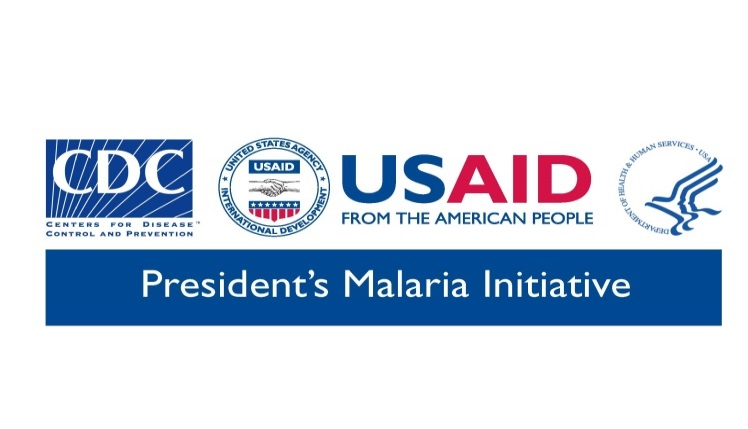 CDC
CENTERS FOR DISEASE™
CONTROL AND PREVENTION
UNITED STATES AGENCY
USAID
INTERNATIONAL DEVELOPMENT
USAID
FROM THE AMERICAN PEOPLE
DEPARTMENT OF HEALTH & HUMAN SERVICES • USA
President's Malaria Initiative